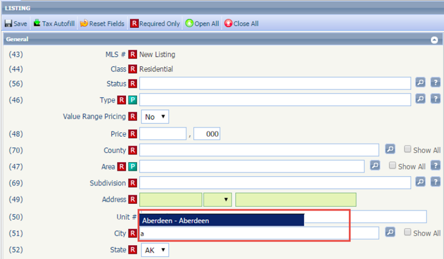 LISTING
Save Tax Autofill Reset Fields R Required Only Open All Close All
General
(43) MLS # R New Listing
(44) Class R Residential
(56) Status R ?
(46) Type R P ?
Value Range Pricing R No
(48) Price R , 000
(70) County R Show All
(47) Area R P Show All ?
(69) Subdivision R ?
(49) Address R
(50) Unit # Aberdeen - Aberdeen
(51) City R a Show All
(52) State R AK